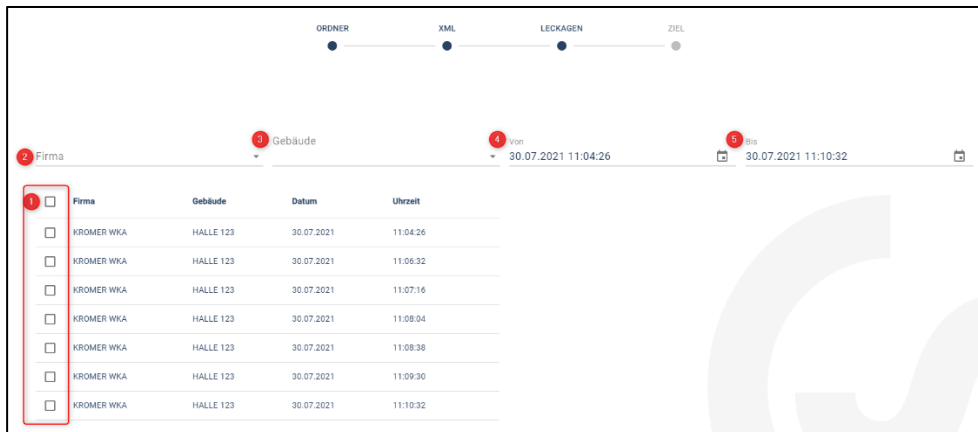 ORDNER XML LECKAGEN ZIEL
2 Firma 3 Gebäude 4 Von 30.07.2021 11:04:26 5 Bis 30.07.2021 11:10:32
1 Firma Gebäude Datum Uhrzeit
KROMER WKA HALLE 123 30.07.2021 11:04:26
KROMER WKA HALLE 123 30.07.2021 11:06:32
KROMER WKA HALLE 123 30.07.2021 11:07:16
KROMER WKA HALLE 123 30.07.2021 11:08:04
KROMER WKA HALLE 123 30.07.2021 11:08:38
KROMER WKA HALLE 123 30.07.2021 11:09:30
KROMER WKA HALLE 123 30.07.2021 11:10:32